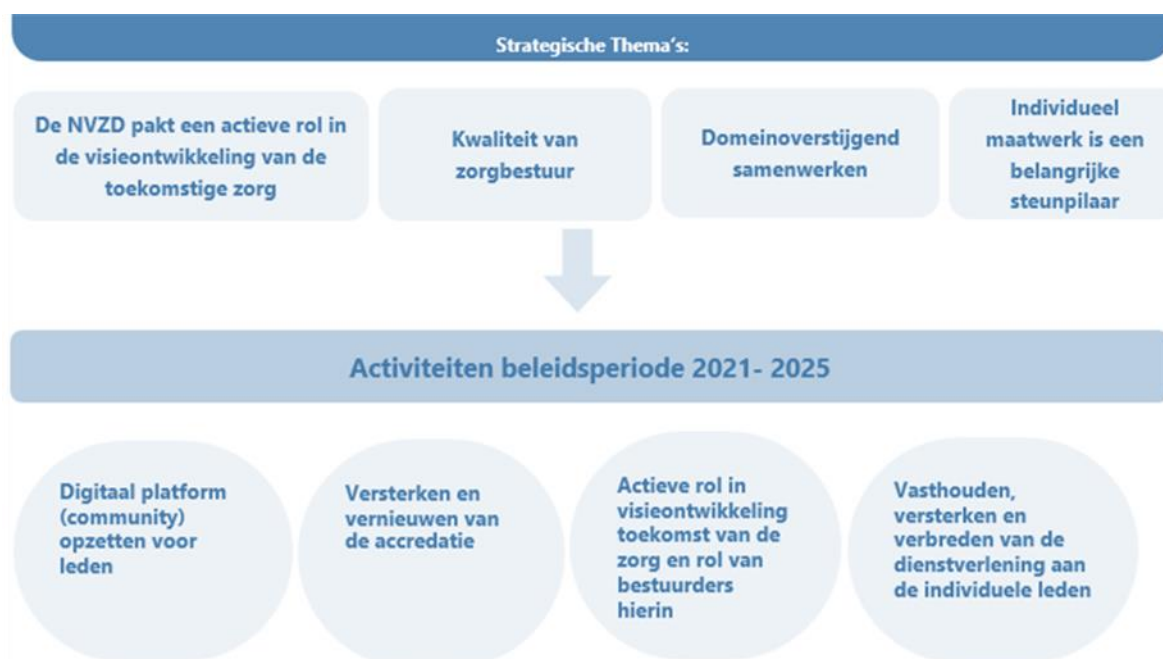 Strategische Thema's:
De NVZD pakt een actieve rol in
de visieontwikkeling van de
toekomstige zorg
Kwaliteit van
zorgbestuur
Domeinoverstijgend
samenwerken
Individueel
maatwerk is een
belangrijke
steunpilaar
Activiteiten beleidsperiode 2021- 2025
Digitaal platform
(community)
opzetten voor
leden
Versterken en
vernieuwen van
de accredatie
Actieve rol in
visieontwikkeling
toekomst van de
zorg en rol van
bestuurders
hierin
Vasthouden,
versterken en
verbreden van de
dienstverlening aan
de individuele leden